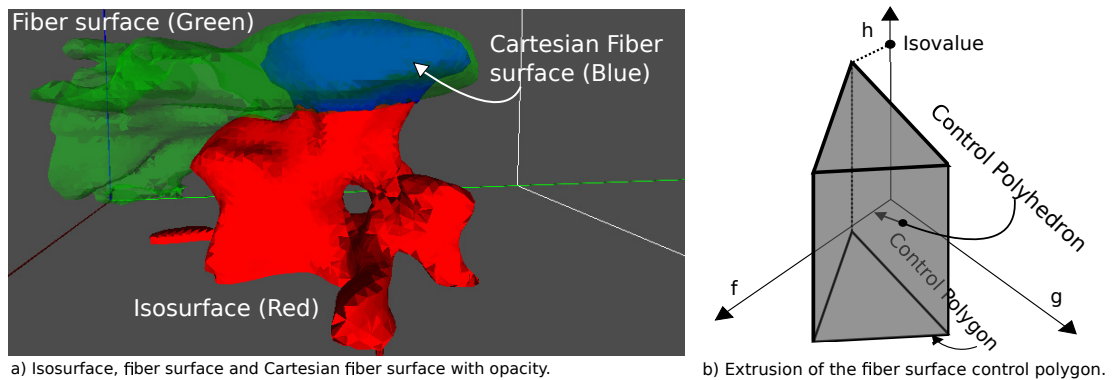 Fiber surface (Green)
Cartesian Fiber
surface (Blue)
Isosurface (Red)
a) Isosurface, fiber surface and Cartesian fiber surface with opacity.
h
Isovalue
Control Polyhedron
Control Polygon
f
g
b) Extrusion of the fiber surface control polygon.